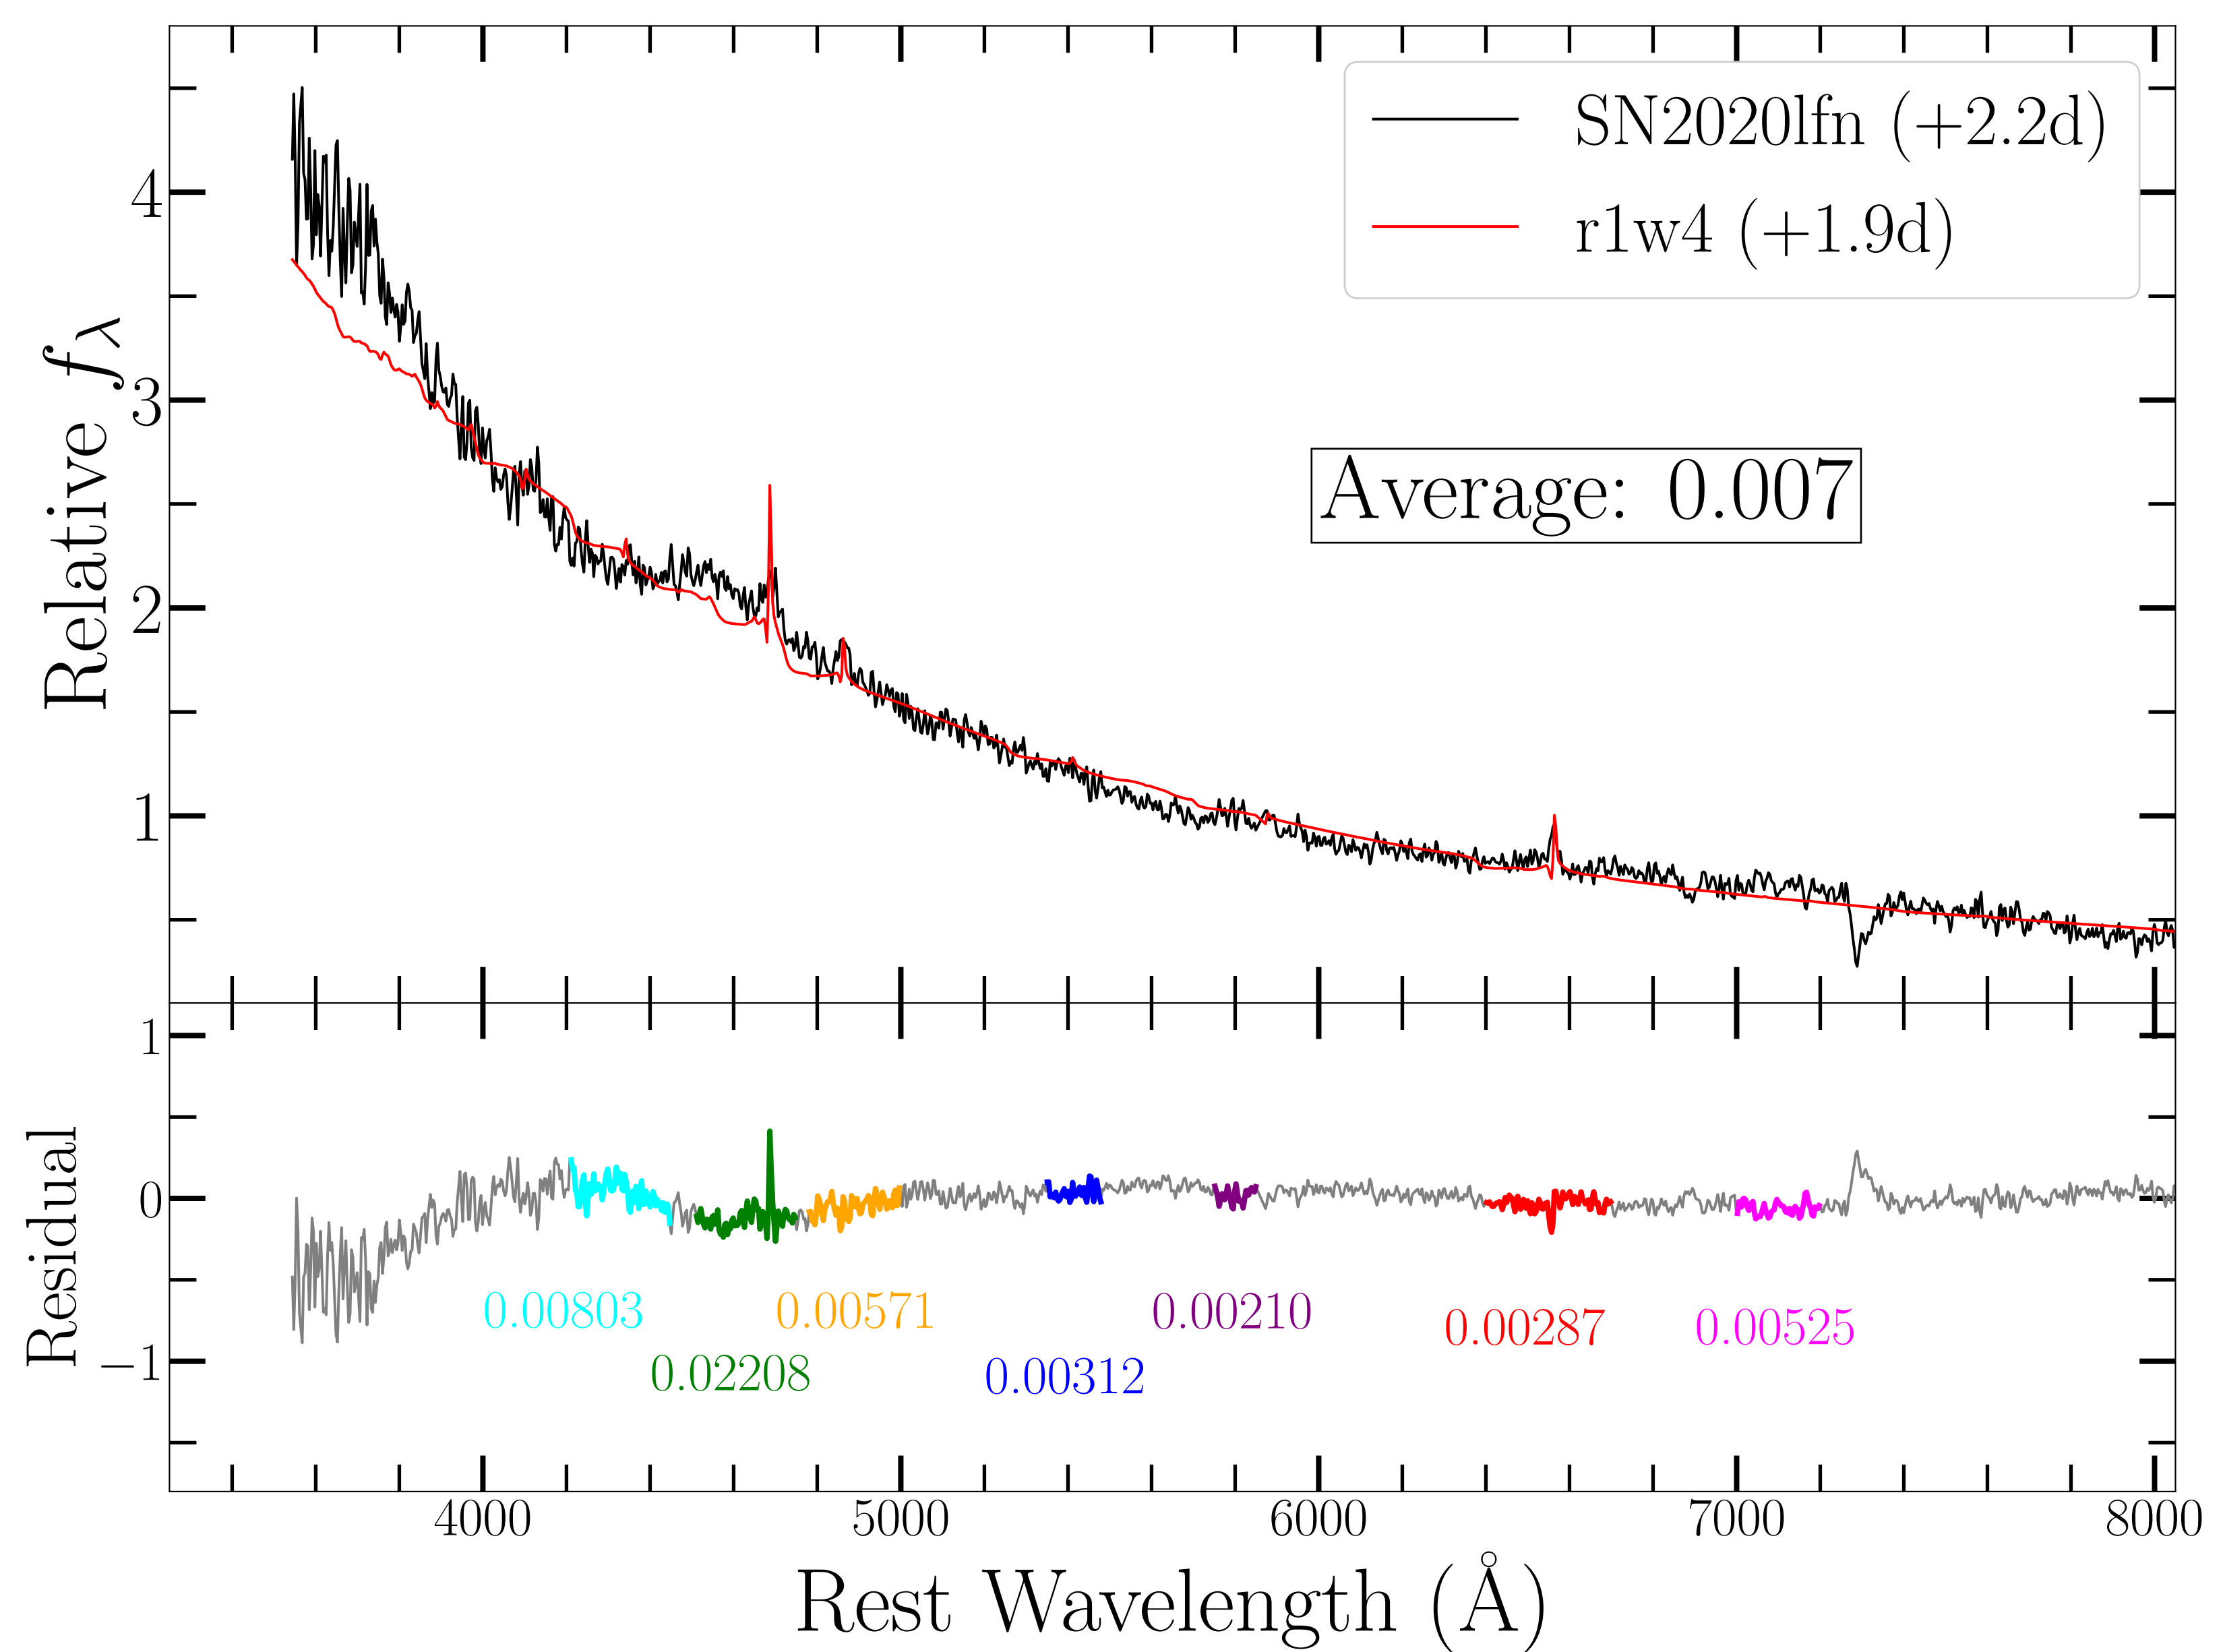 SN2020lfn (+2.2d)
r1w4 (+1.9d)
Average: 0.007
Relative fλ
4
3
2
1
Residual
1
0
−1
0.00803
0.00571
0.00210
0.00287
0.00525
0.02208
0.00312
4000 5000 6000 7000 8000
Rest Wavelength (Å)